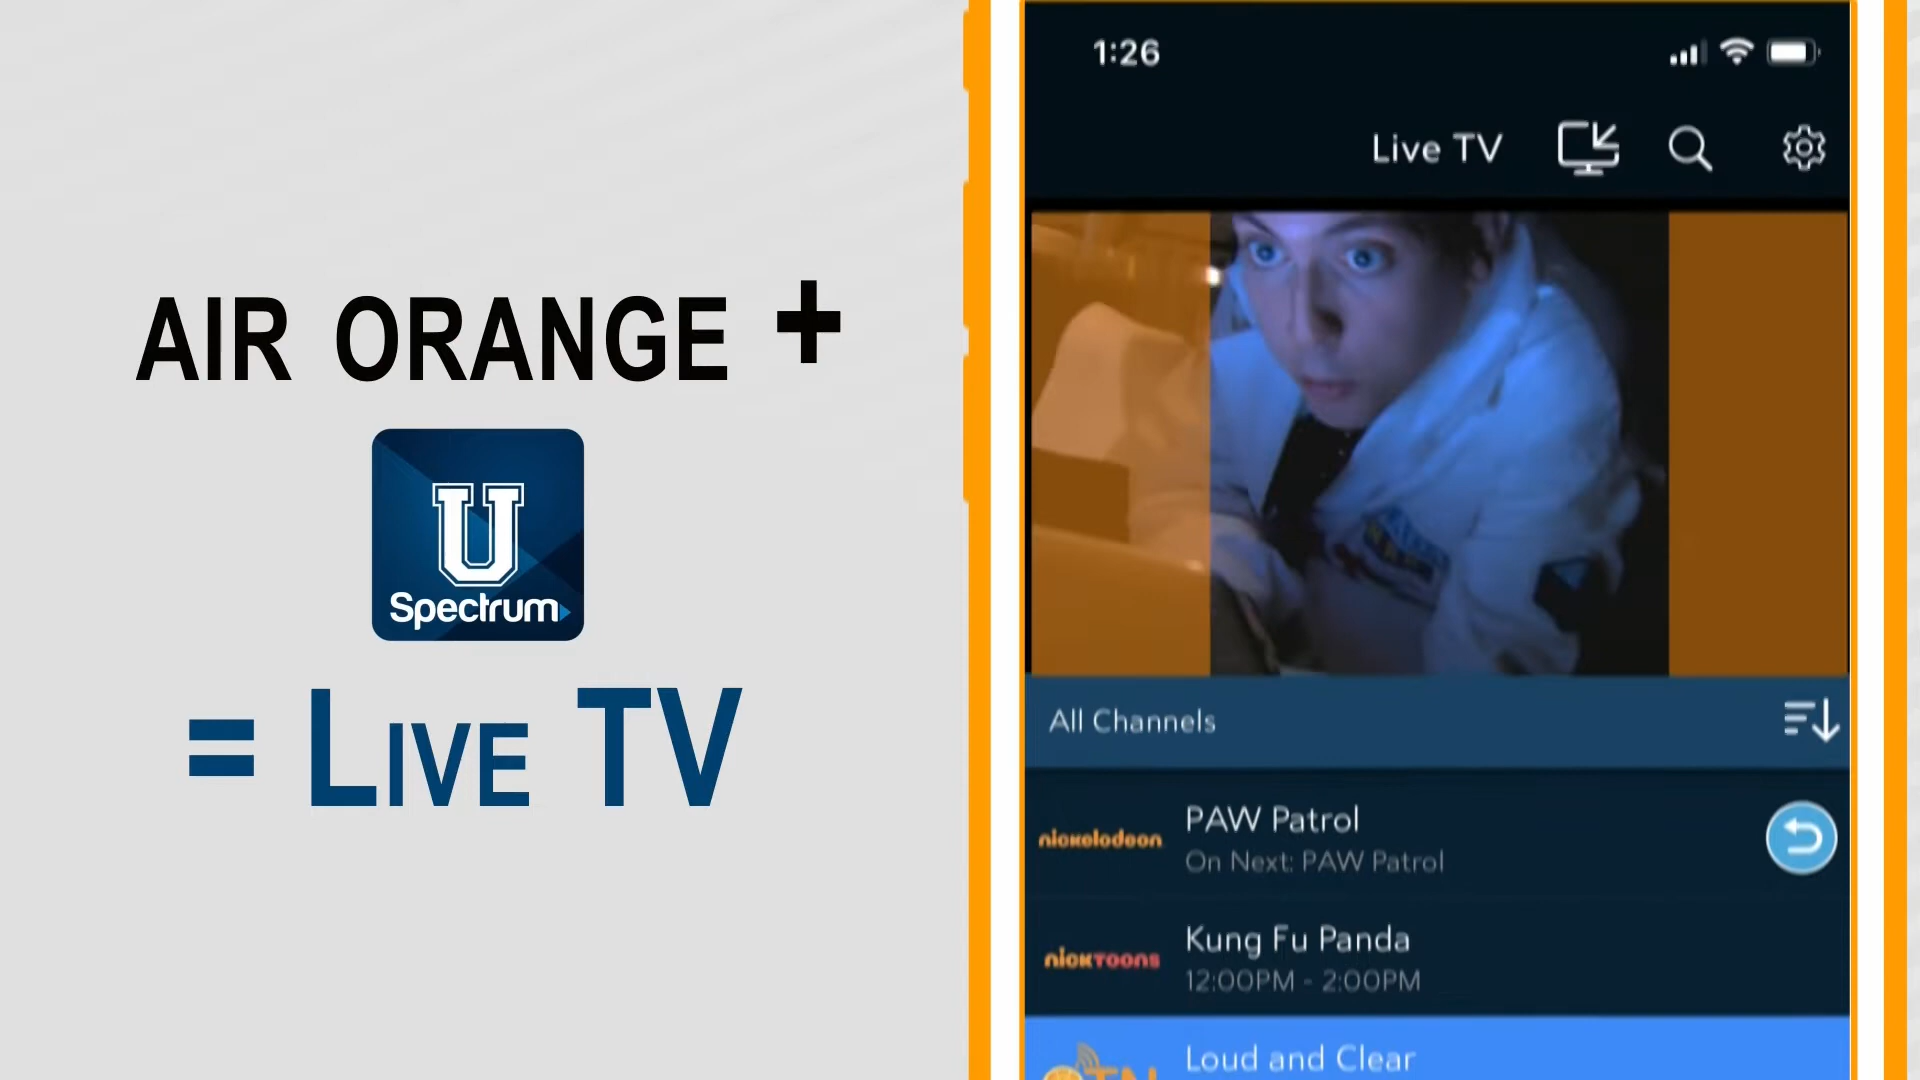 AIR ORANGE +
U
Spectrum
= LIVE TV
1:26
Live TV
All Channels
nickelodeon
PAW Patrol
On Next: PAW Patrol
nicktoons
Kung Fu Panda
12:00PM - 2:00PM
OTN
Loud and Clear